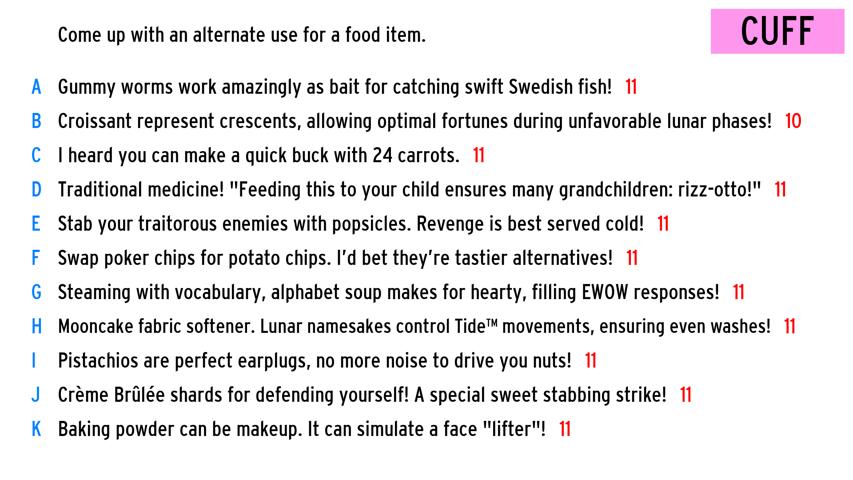 Come up with an alternate use for a food item.
CUFF
A Gummy worms work amazingly as bait for catching swift Swedish fish! 11
B Croissant represent crescents, allowing optimal fortunes during unfavorable lunar phases! 10
C I heard you can make a quick buck with 24 carrots. 11
D Traditional medicine! "Feeding this to your child ensures many grandchildren: rizz-otto!" 11
E Stab your traitorous enemies with popsicles. Revenge is best served cold! 11
F Swap poker chips for potato chips. I'd bet they're tastier alternatives! 11
G Steaming with vocabulary, alphabet soup makes for hearty, filling EWOW responses! 11
H Mooncake fabric softener. Lunar namesakes control Tide™ movements, ensuring even washes! 11
I Pistachios are perfect earplugs, no more noise to drive you nuts! 11
J Crème Brûlée shards for defending yourself! A special sweet stabbing strike! 11
K Baking powder can be makeup. It can simulate a face "lifter"! 11